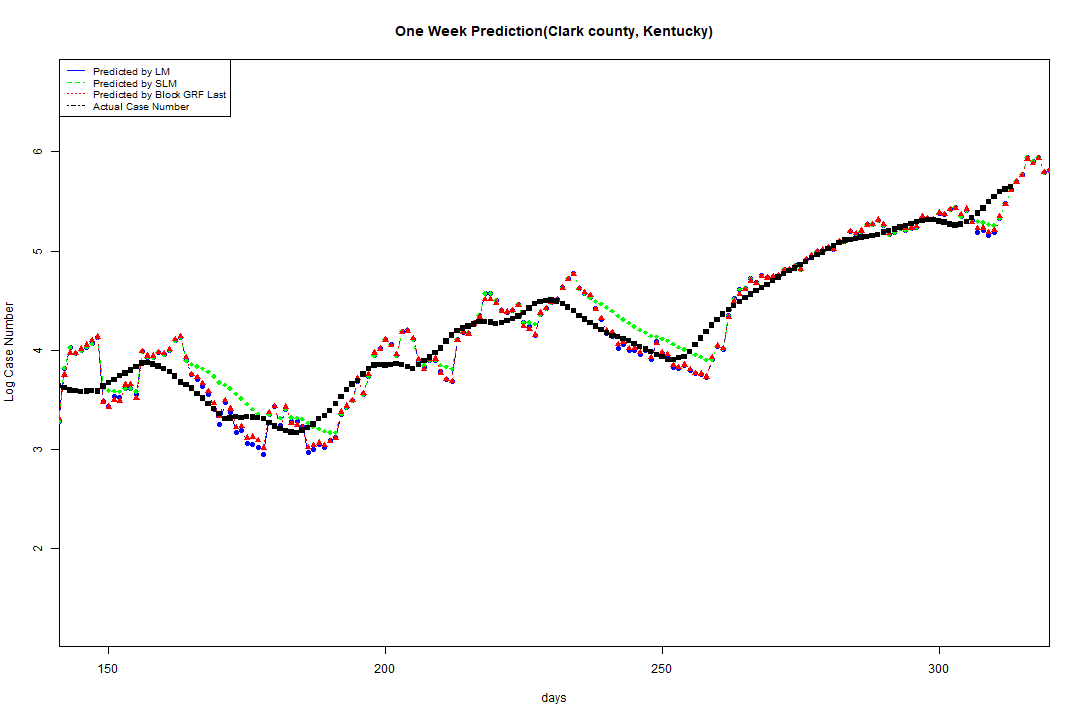 One Week Prediction(Clark county, Kentucky)
Predicted by LM
Predicted by SLM
Predicted by Block GRF Last
Actual Case Number
Log Case Number
6
5
4
3
2
150 200 250 300
days